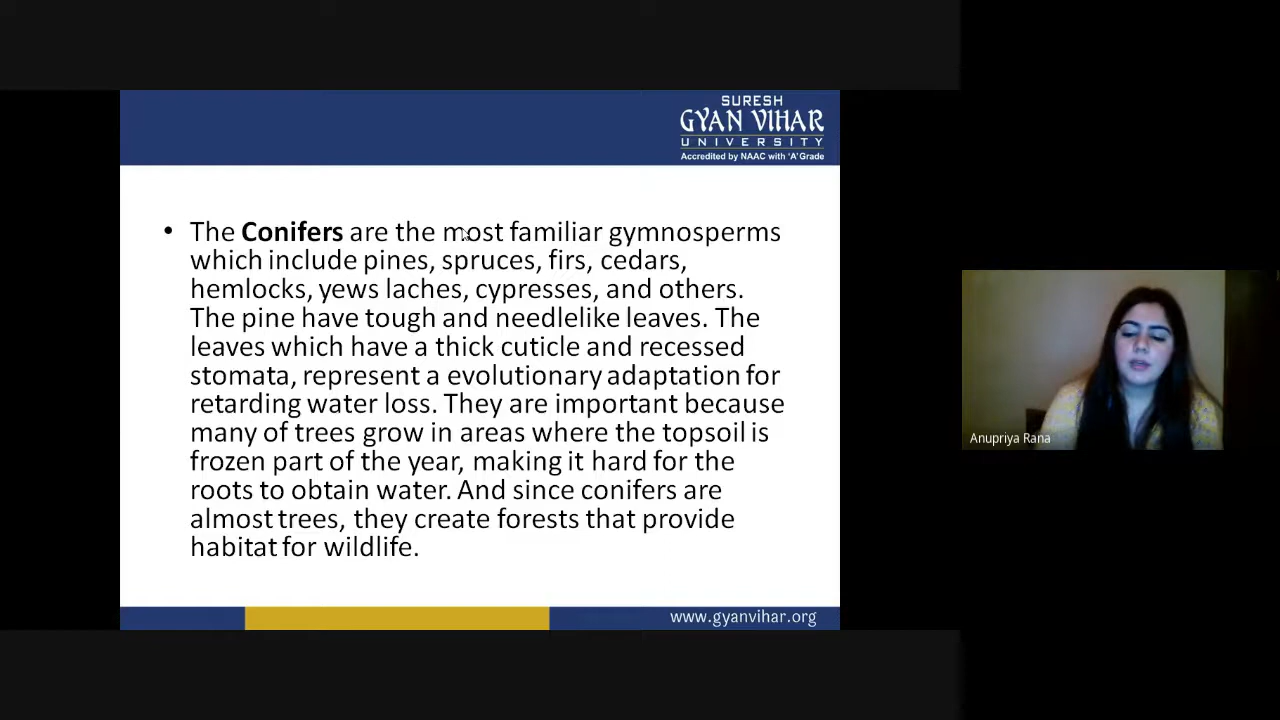 SURESH
GYAN VIHAR
UNIVERSITY
Accredited by NAAC with 'A' Grade
• The Conifers are the most familiar gymnosperms
which include pines, spruces, firs, cedars,
hemlocks, yews laches, cypresses, and others.
The pine have tough and needlelike leaves. The
leaves which have a thick cuticle and recessed
stomata, represent a evolutionary adaptation for
retarding water loss. They are important because
many of trees grow in areas where the topsoil is
frozen part of the year, making it hard for the
roots to obtain water. And since conifers are
almost trees, they create forests that provide
habitat for wildlife.
www.gyanvihar.org
Anupriya Rana